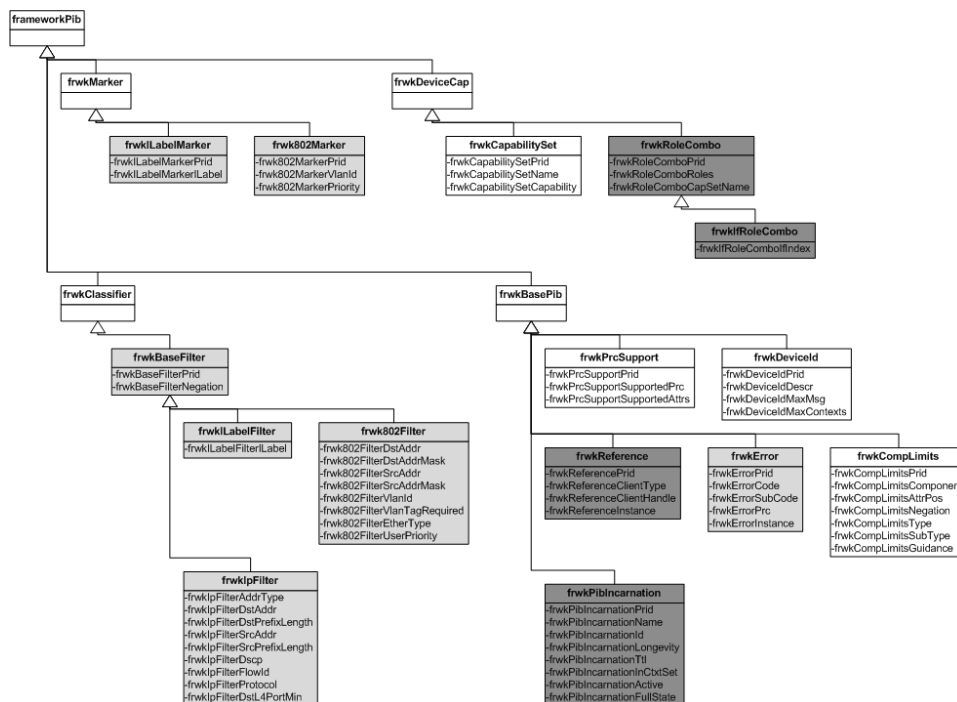 frameworkPib
frwkMarker
frwkDeviceCap
frwkILabelMarker
-frwkILabelMarkerPrid
-frwkILabelMarkerILabel
frwk802Marker
-frwk802MarkerPrid
-frwk802MarkerVlanId
-frwk802MarkerPriority
frwkCapabilitySet
-frwkCapabilitySetPrid
-frwkCapabilitySetName
-frwkCapabilitySetCapability
frwkRoleCombo
-frwkRoleComboPrid
-frwkRoleComboRoles
-frwkRoleComboCapSetName
frwkIfRoleCombo
-frwkIfRoleComboIfIndex
frwkClassifier
frwkBasePib
frwkBaseFilter
-frwkBaseFilterPrid
-frwkBaseFilterNegation
frwkPrcSupport
-frwkPrcSupportPrid
-frwkPrcSupportSupportedPrc
-frwkPrcSupportSupportedAttrs
frwkDeviceId
-frwkDeviceIdPrid
-frwkDeviceIdDescr
-frwkDeviceIdMaxMsg
-frwkDeviceIdMaxContexts
frwkILabelFilter
-frwkILabelFilterILabel
frwk802Filter
-frwk802FilterDstAddr
-frwk802FilterDstAddrMask
-frwk802FilterSrcAddr
-frwk802FilterSrcAddrMask
-frwk802FilterVlanId
-frwk802FilterVlanTagRequired
-frwk802FilterEtherType
-frwk802FilterUserPriority
frwkReference
-frwkReferencePrid
-frwkReferenceClientType
-frwkReferenceClientHandle
-frwkReferenceInstance
frwkError
-frwkErrorPrid
-frwkErrorCode
-frwkErrorSubCode
-frwkErrorPrc
-frwkErrorInstance
frwkCompLimits
-frwkCompLimitsPrid
-frwkCompLimitsComponen
-frwkCompLimitsAttrPos
-frwkCompLimitsNegation
-frwkCompLimitsType
-frwkCompLimitsSubType
-frwkCompLimitsGuidance
frwkIpFilter
-frwkIpFilterAddrType
-frwkIpFilterDstAddr
-frwkIpFilterDstPrefixLength
-frwkIpFilterSrcAddr
-frwkIpFilterSrcPrefixLength
-frwkIpFilterDscp
-frwkIpFilterFlowId
-frwkIpFilterProtocol
-frwkIpFilterDstL4PortMin
frwkPibIncarnation
-frwkPibIncarnationPrid
-frwkPibIncarnationName
-frwkPibIncarnationId
-frwkPibIncarnationLongevity
-frwkPibIncarnationTtl
-frwkPibIncarnationInCtxtSet
-frwkPibIncarnationActive
-frwkPibIncarnationFullState